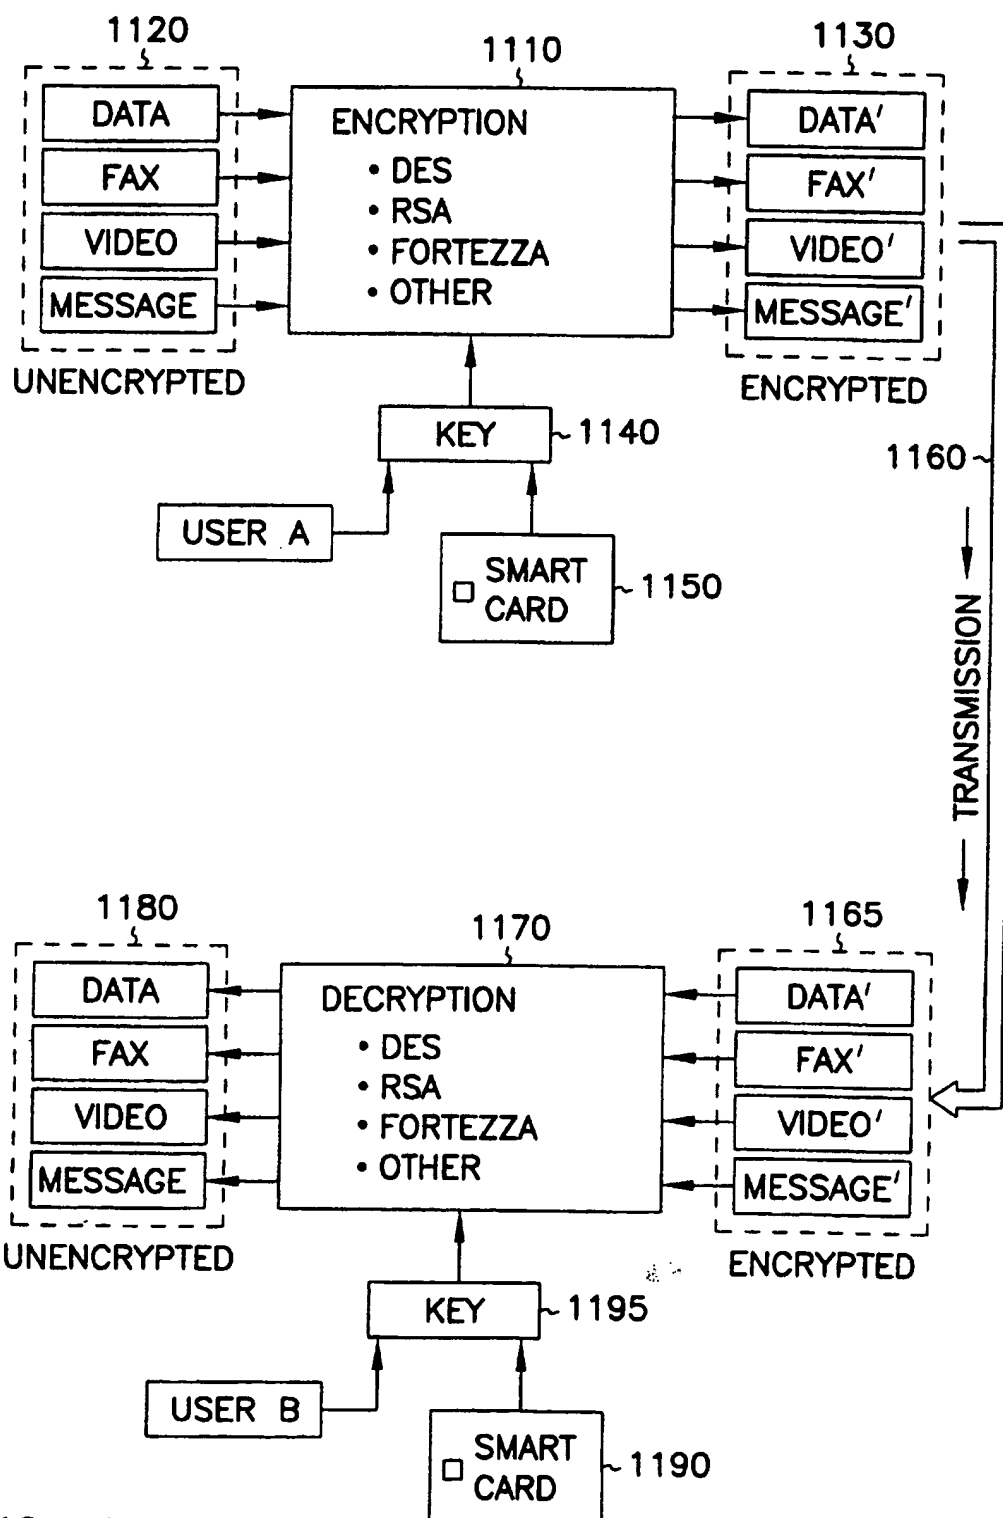 1120
1110
1130
DATA
FAX
VIDEO
MESSAGE
UNENCRYPTED
ENCRYPTION
• DES
• RSA
• FORTEZZA
• OTHER
DATA'
FAX'
VIDEO'
MESSAGE'
ENCRYPTED
KEY
1140
USER A
SMART
CARD
1150
1160
TRANSMISSION
1180
1170
1165
DATA
FAX
VIDEO
MESSAGE
UNENCRYPTED
DECRYPTION
• DES
• RSA
• FORTEZZA
• OTHER
DATA'
FAX'
VIDEO'
MESSAGE'
ENCRYPTED
KEY
1195
USER B
SMART
CARD
1190